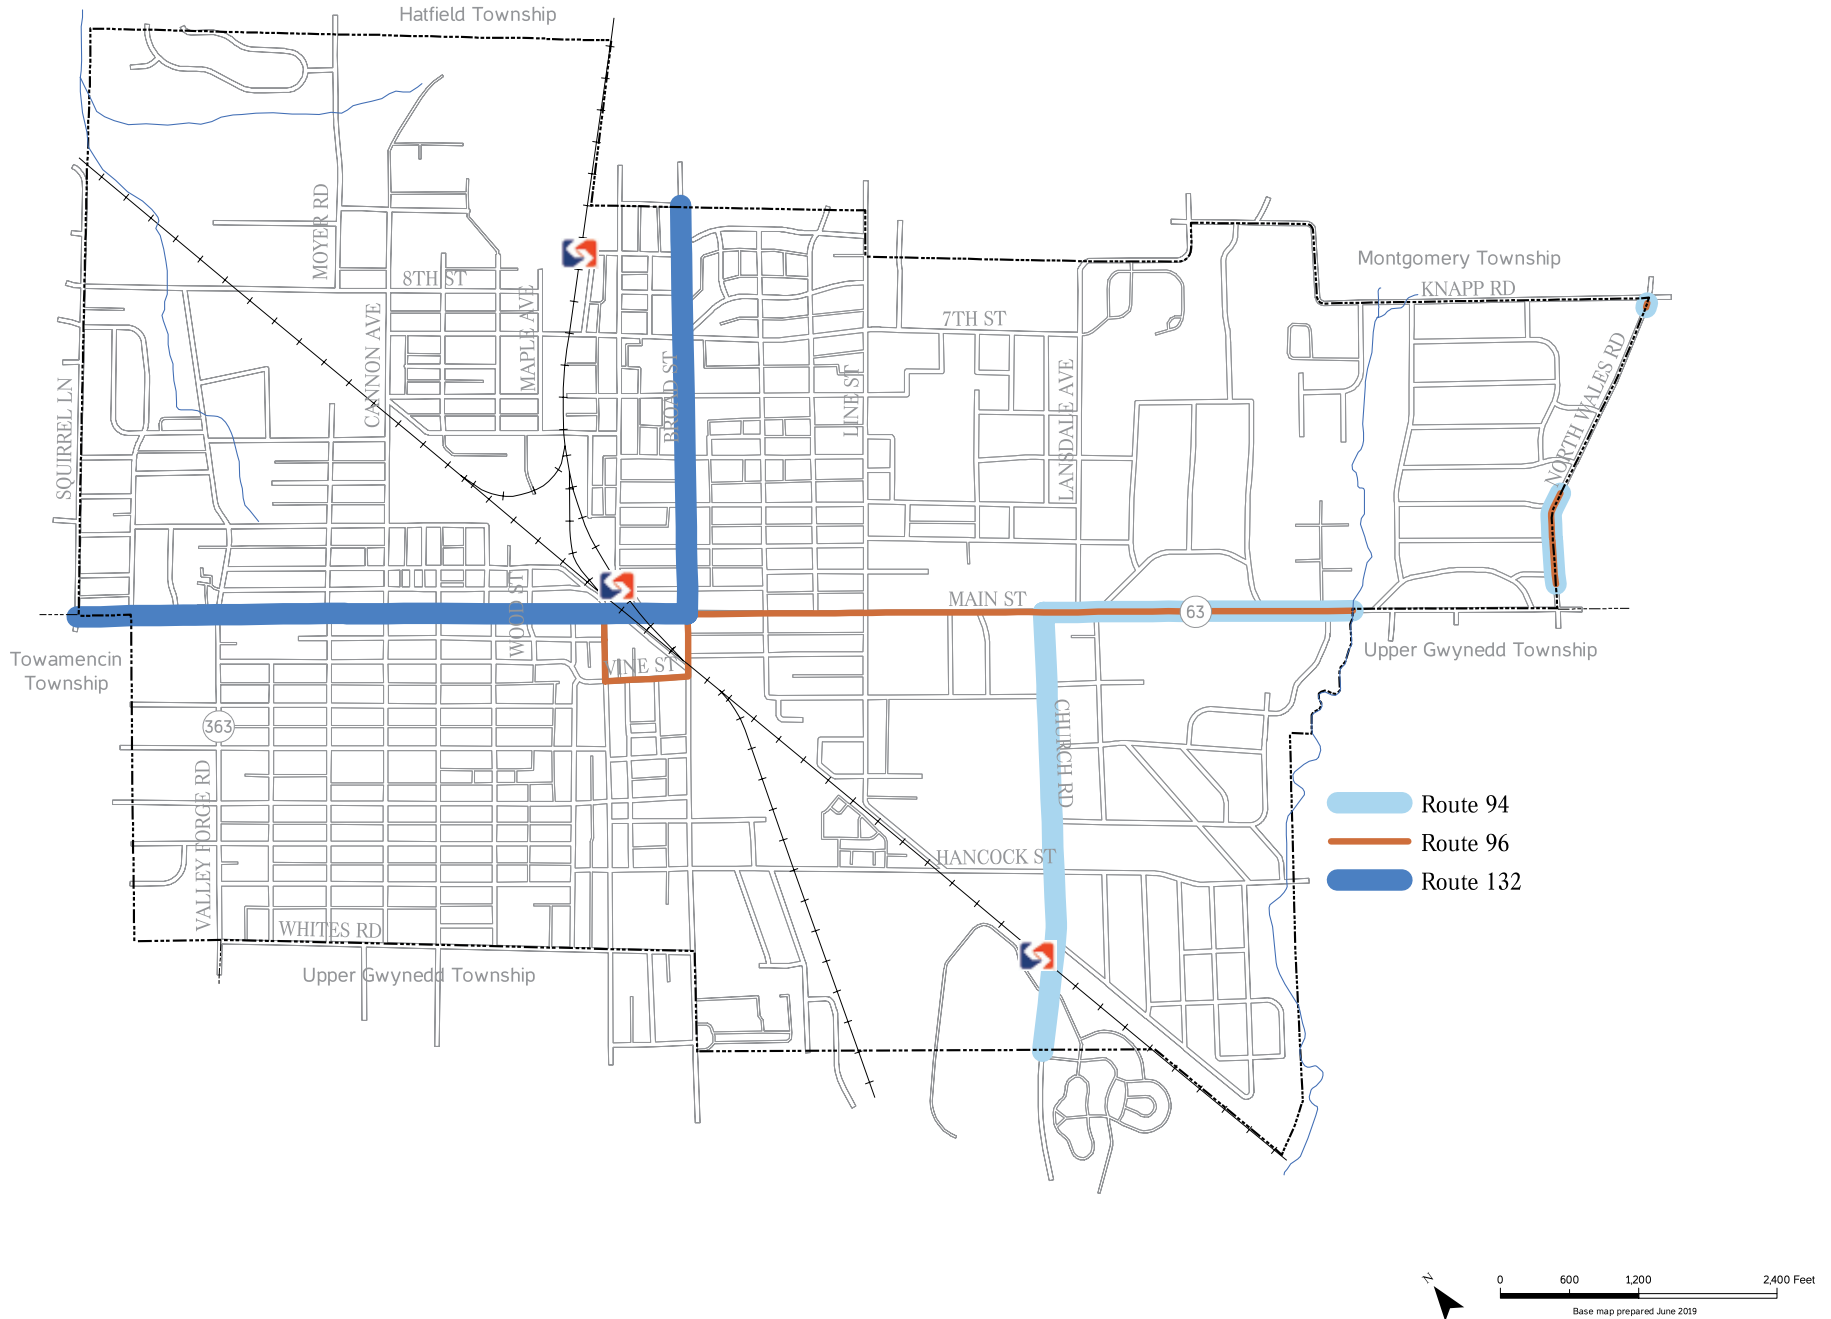 Hatfield Township
MOYER RD
8TH ST
MAPLE AVE
CANNON AVE
SQUIRREL LN
BROAD ST
LINE ST
7TH ST
LANSDALE AVE
Montgomery Township
KNAPP RD
NORTH WALES RD
WOOD ST
MAIN ST
63
Towamencin
Township
VINE ST
Upper Gwynedd Township
363
CHURCH RD
VALLEY FORGE RD
HANCOCK ST
WHITES RD
Upper Gwynedd Township
Route 94
Route 96
Route 132
N
0 600 1,200 2,400 Feet
Base map prepared June 2019